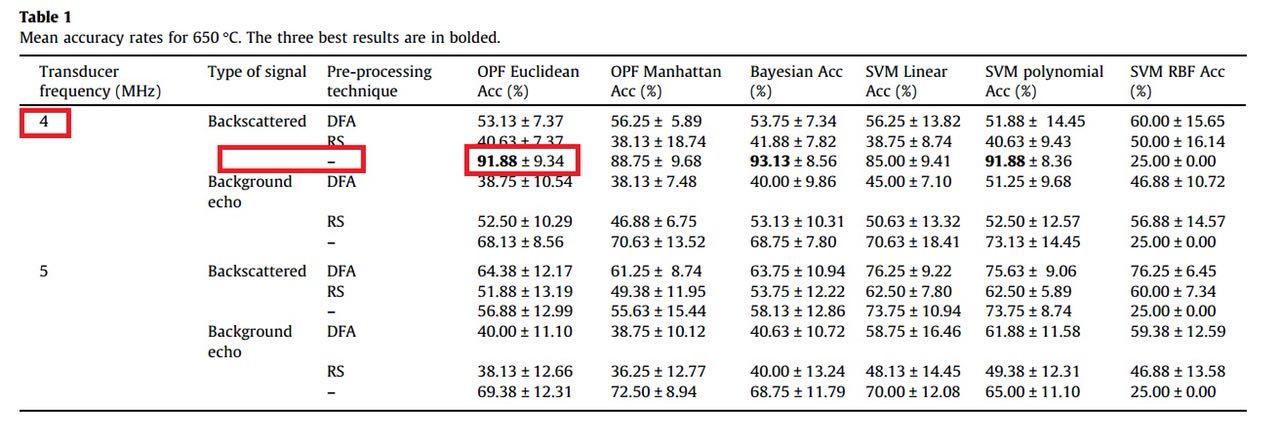 Table 1
Mean accuracy rates for 650 °C. The three best results are in bolded.
Transducer Type of signal Pre-processing OPF Euclidean OPF Manhattan Bayesian Acc SVM Linear SVM polynomial SVM RBF Acc
frequency (MHz) technique Acc (%) Acc (%) (%) Acc (%) Acc (%) (%)
4 Backscattered DFA 53.13 ± 7.37 56.25 ± 5.89 53.75 ± 7.34 56.25 ± 13.82 51.88 ± 14.45 60.00 ± 15.65
RS 40.63 ± 7.37 38.13 ± 18.74 41.88 ± 7.82 38.75 ± 8.74 40.63 ± 9.43 50.00 ± 16.14
– 91.88 ± 9.34 88.75 ± 9.68 93.13 ± 8.56 85.00 ± 9.41 91.88 ± 8.36 25.00 ± 0.00
Background DFA 38.75 ± 10.54 38.13 ± 7.48 40.00 ± 9.86 45.00 ± 7.10 51.25 ± 9.68 46.88 ± 10.72
echo
RS 52.50 ± 10.29 46.88 ± 6.75 53.13 ± 10.31 50.63 ± 13.32 52.50 ± 12.57 56.88 ± 14.57
– 68.13 ± 8.56 70.63 ± 13.52 68.75 ± 7.80 70.63 ± 18.41 73.13 ± 14.45 25.00 ± 0.00
5 Backscattered DFA 64.38 ± 12.17 61.25 ± 8.74 63.75 ± 10.94 76.25 ± 9.22 75.63 ± 9.06 76.25 ± 6.45
RS 51.88 ± 13.19 49.38 ± 11.95 53.75 ± 12.22 62.50 ± 7.80 62.50 ± 5.89 60.00 ± 7.34
– 56.88 ± 12.99 55.63 ± 15.44 58.13 ± 12.86 73.75 ± 10.94 73.75 ± 8.74 25.00 ± 0.00
Background DFA 40.00 ± 11.10 38.75 ± 10.12 40.63 ± 10.72 58.75 ± 16.46 61.88 ± 11.58 59.38 ± 12.59
echo
RS 38.13 ± 12.66 36.25 ± 12.77 40.00 ± 13.24 48.13 ± 14.45 49.38 ± 12.31 46.88 ± 13.58
– 69.38 ± 12.31 72.50 ± 8.94 68.75 ± 11.79 70.00 ± 12.08 65.00 ± 11.10 25.00 ± 0.00